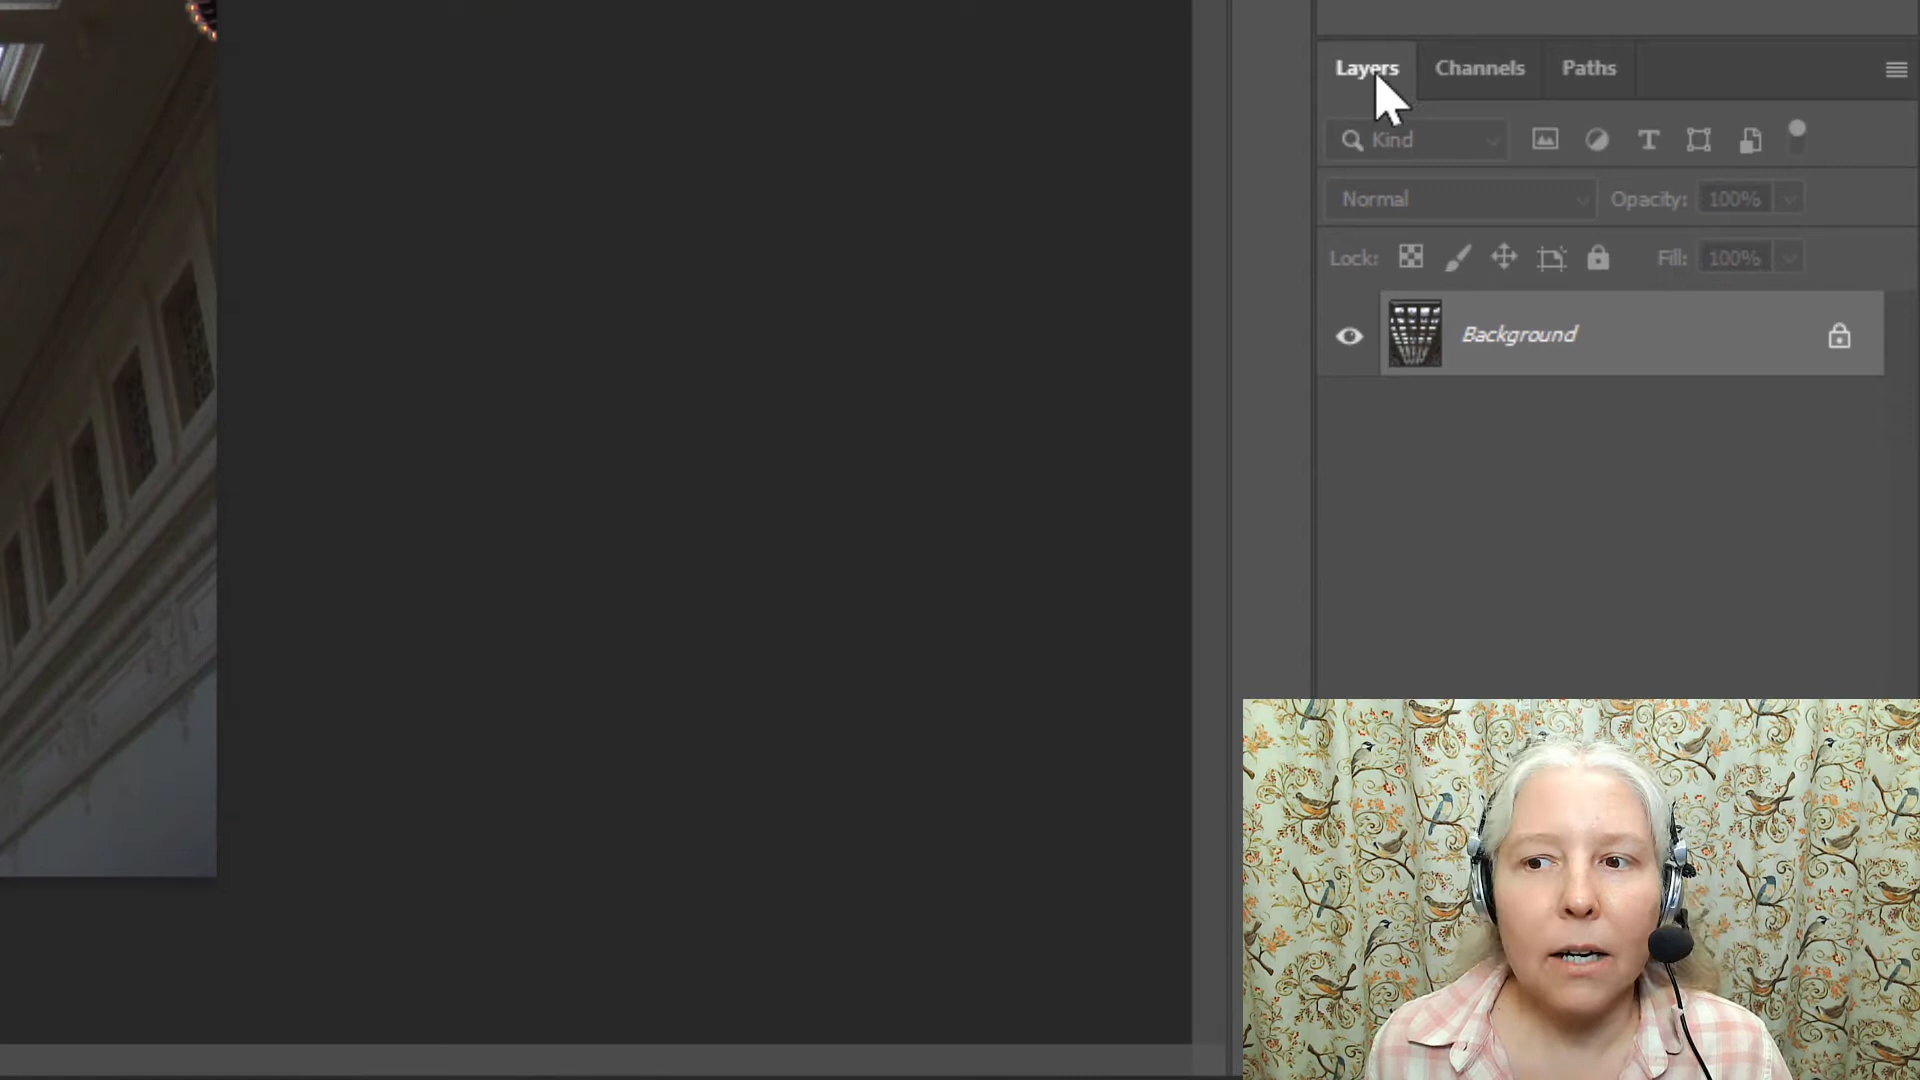 Layers Channels Paths
Kind
Normal Opacity: 100%
Lock: Fill: 100%
Background